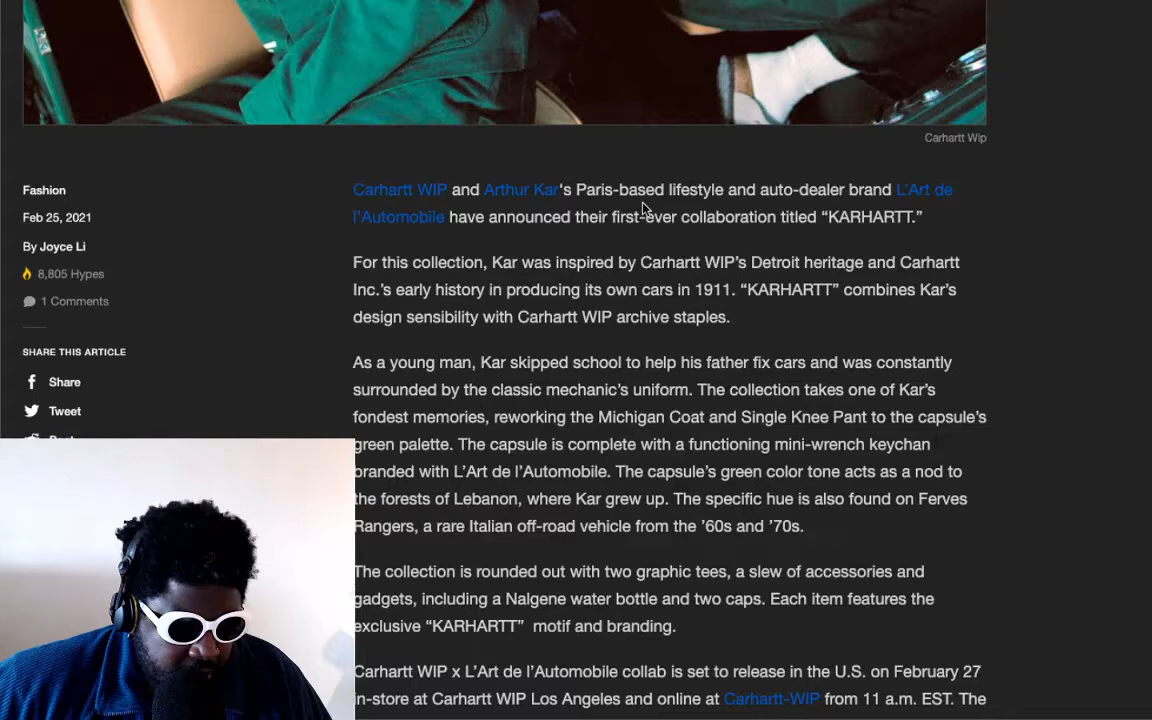 Carhartt Wip
Fashion
Feb 25, 2021
By Joyce Li
8,805 Hypes
1 Comments
SHARE THIS ARTICLE
Share
Tweet
Carhartt WIP and Arthur Kar's Paris-based lifestyle and auto-dealer brand L'Art de
l'Automobile have announced their first-ever collaboration titled “KARHARTT.”
For this collection, Kar was inspired by Carhartt WIP’s Detroit heritage and Carhartt
Inc.’s early history in producing its own cars in 1911. “KARHARTT” combines Kar’s
design sensibility with Carhartt WIP archive staples.
As a young man, Kar skipped school to help his father fix cars and was constantly
surrounded by the classic mechanic’s uniform. The collection takes one of Kar’s
fondest memories, reworking the Michigan Coat and Single Knee Pant to the capsule’s
green palette. The capsule is complete with a functioning mini-wrench keychan
branded with L’Art de l’Automobile. The capsule’s green color tone acts as a nod to
the forests of Lebanon, where Kar grew up. The specific hue is also found on Ferves
Rangers, a rare Italian off-road vehicle from the ’60s and ’70s.
The collection is rounded out with two graphic tees, a slew of accessories and
gadgets, including a Nalgene water bottle and two caps. Each item features the
exclusive “KARHARTT” motif and branding.
Carhartt WIP x L’Art de l’Automobile collab is set to release in the U.S. on February 27
in-store at Carhartt WIP Los Angeles and online at Carhartt-WIP from 11 a.m. EST. The